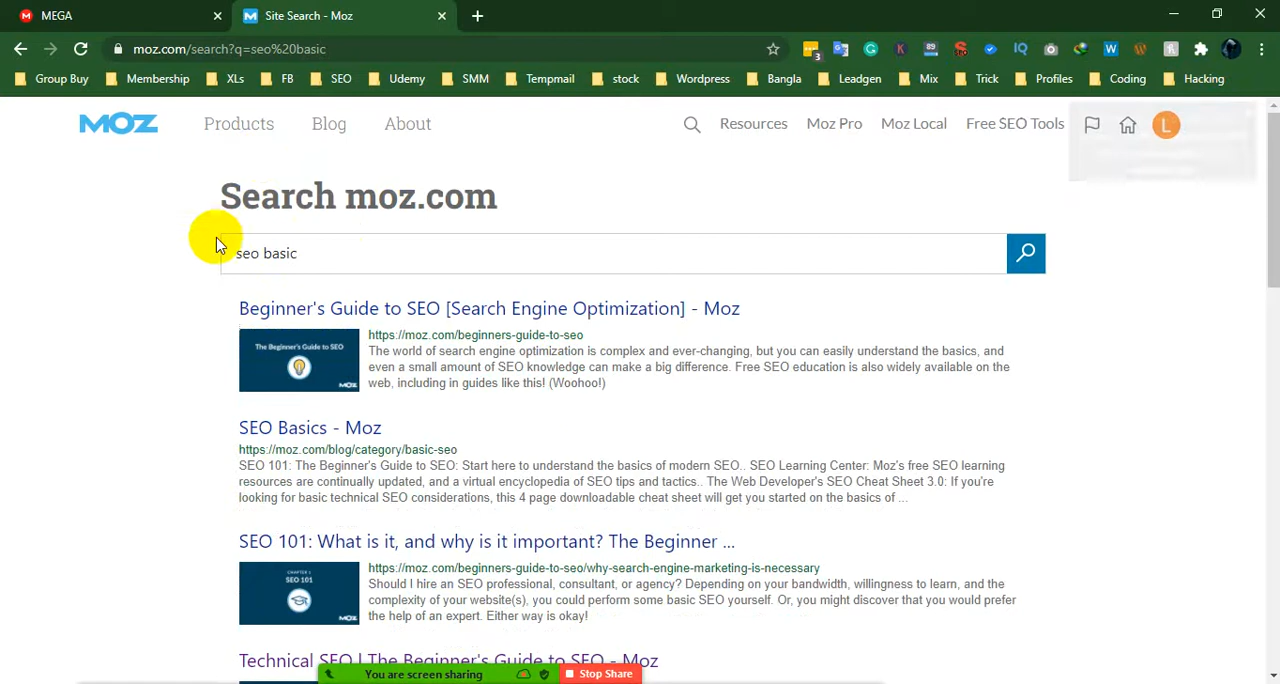 MEGA
Site Search - Moz
moz.com/search?q=seo%20basic
3
89
SEO
IQ
W
Group Buy Membership XLs FB SEO Udemy SMM Tempmail stock Wordpress Bangla Leadgen Mix Trick Profiles Coding Hacking
MOZ Products Blog About Resources Moz Pro Moz Local Free SEO Tools L
Search moz.com
seo basic
Beginner's Guide to SEO [Search Engine Optimization] - Moz
The Beginner's Guide to SEO
MOZ
https://moz.com/beginners-guide-to-seo
The world of search engine optimization is complex and ever-changing, but you can easily understand the basics, and
even a small amount of SEO knowledge can make a big difference. Free SEO education is also widely available on the
web, including in guides like this! (Woohoo!)
SEO Basics - Moz
https://moz.com/blog/category/basic-seo
SEO 101: The Beginner's Guide to SEO: Start here to understand the basics of modern SEO.. SEO Learning Center: Moz's free SEO learning
resources are continually updated, and a virtual encyclopedia of SEO tips and tactics.. The Web Developer's SEO Cheat Sheet 3.0: If you're
looking for basic technical SEO considerations, this 4 page downloadable cheat sheet will get you started on the basics of ...
SEO 101: What is it, and why is it important? The Beginner ...
CHAPTER 1
SEO 101
MOZ
https://moz.com/beginners-guide-to-seo/why-search-engine-marketing-is-necessary
Should I hire an SEO professional, consultant, or agency? Depending on your bandwidth, willingness to learn, and the
complexity of your website(s), you could perform some basic SEO yourself. Or, you might discover that you would prefer
the help of an expert. Either way is okay!
Technical SEO | The Beginner's Guide to SEO - Moz
You are screen sharing Stop Share